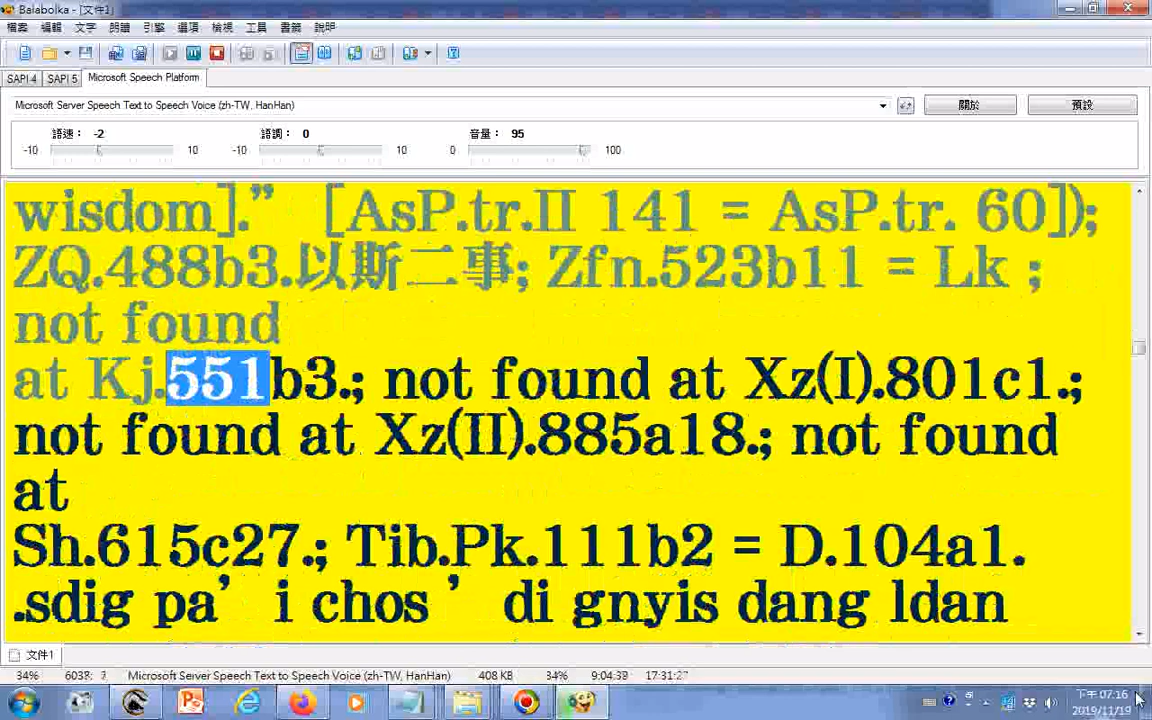 Balabolka - [文件1]
檔案 編輯 文字 朗讀 引擎 選項 檢視 工具 書籤 說明
SAPI 4 SAPI 5 Microsoft Speech Platform
Microsoft Server Speech Text to Speech Voice (zh-TW, HanHan) 關於 預設
語速： -2 語調： 0 音量： 95
-10 10 -10 10 0 100
wisdom].” [AsP.tr.II 141 = AsP.tr. 60]);
ZQ.488b3.以斯二事; Zfn.523b11 = Lk ;
not found
at Kj.551b3.; not found at Xz(I).801c1.;
not found at Xz(II).885a18.; not found
at
Sh.615c27.; Tib.Pk.111b2 = D.104a1.
.sdig pa’ i chos ’ di gnyis dang ldan
文件1
34% Microsoft Server Speech Text to Speech Voice (zh-TW, HanHan) 408 KB 34% 9:04:39
下午 07:16
2019/11/19